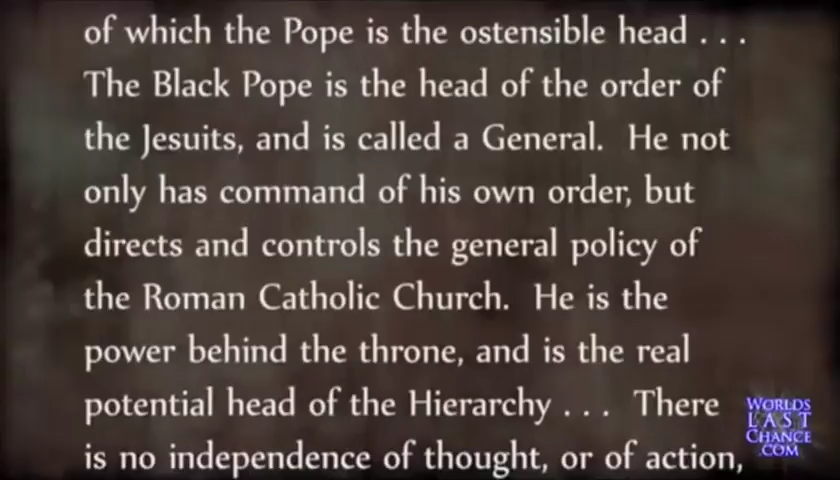 of which the Pope is the ostensible head . . .
The Black Pope is the head of the order of
the Jesuits, and is called a General.  He not
only has command of his own order, but
directs and controls the general policy of
the Roman Catholic Church.  He is the
power behind the throne, and is the real
potential head of the Hierarchy . . .  There
is no independence of thought, or of action,
WORLDS
LAST
CHANCE
.COM